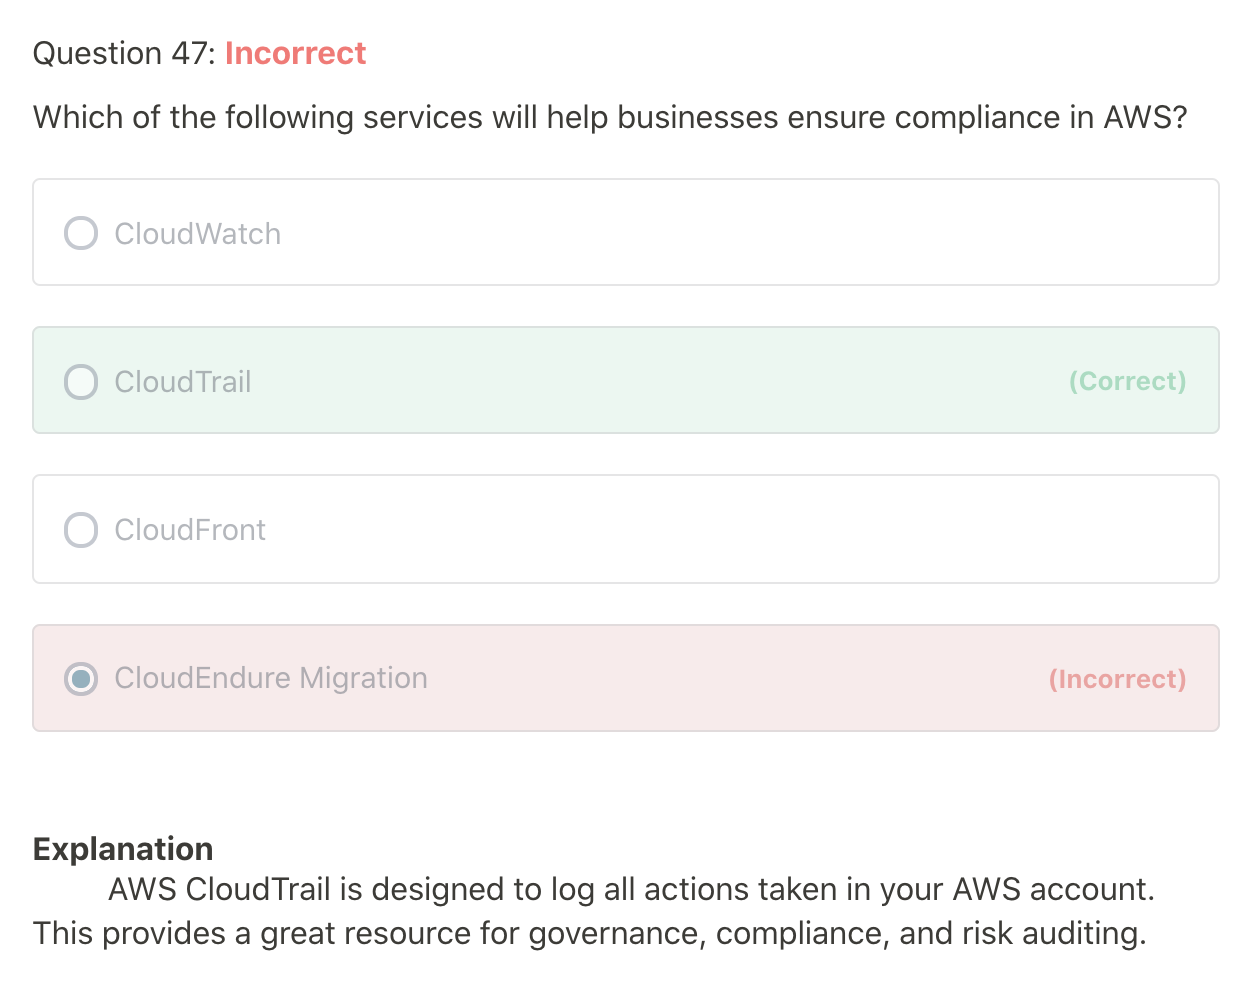 Question 47: Incorrect
Which of the following services will help businesses ensure compliance in AWS?
CloudWatch
CloudTrail (Correct)
CloudFront
CloudEndure Migration (Incorrect)
Explanation
AWS CloudTrail is designed to log all actions taken in your AWS account.
This provides a great resource for governance, compliance, and risk auditing.